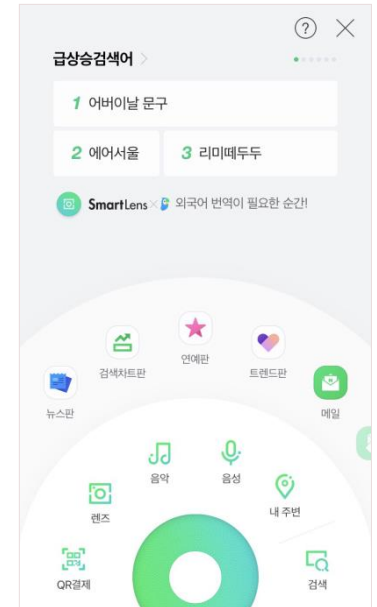 급상승검색어
1 어버이날 문구
2 에어서울
3 리미떼두두
SmartLens × 외국어 번역이 필요한 순간!
연예판
검색차트판
트렌드판
뉴스판
메일
음악
음성
렌즈
내 주변
QR결제
검색